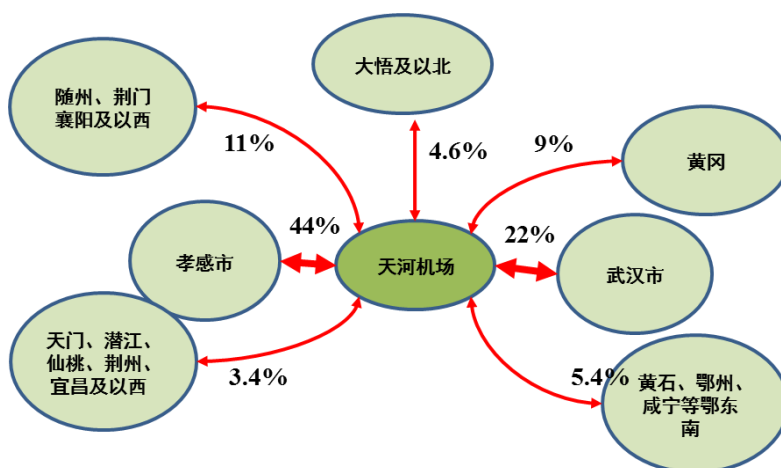 大悟及以北
随州、荆门
襄阳及以西
11%
4.6%
9%
黄冈
44%
22%
孝感市
天河机场
武汉市
天门、潜江、
仙桃、荆州、
宜昌及以西
3.4%
5.4%
黄石、鄂州、
咸宁等鄂东
南